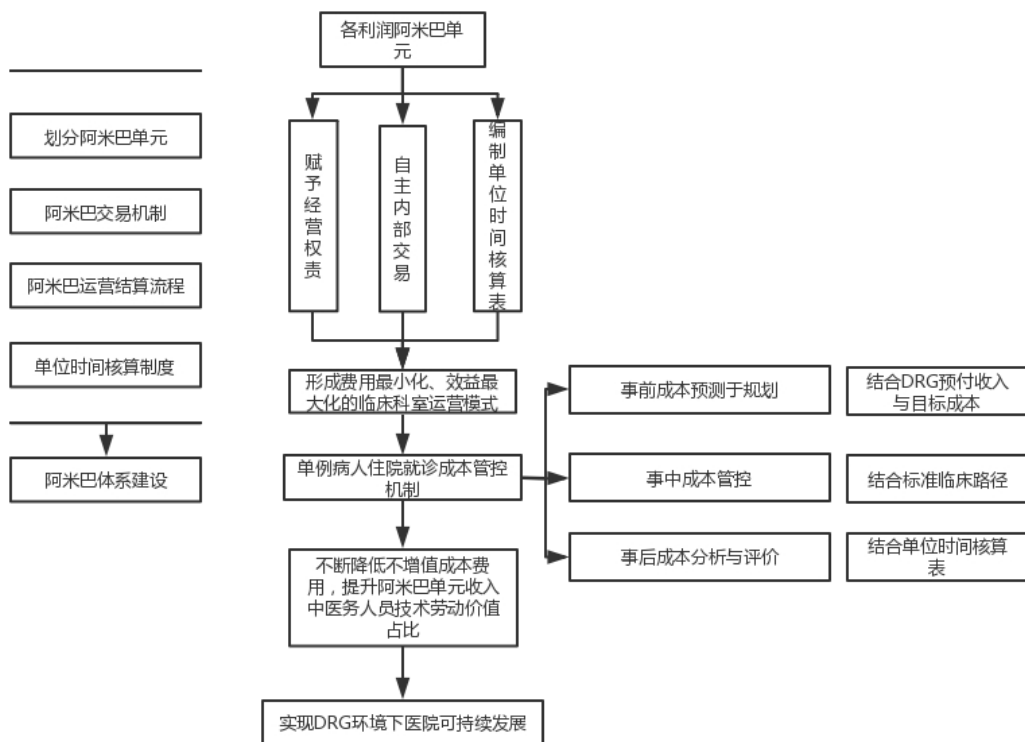 各利润阿米巴单
元
划分阿米巴单元
阿米巴交易机制
阿米巴运营结算流程
单位时间核算制度
阿米巴体系建设
赋予经营权责
自主内部交易
编制单位时间核算表
形成费用最小化、效益最
大化的临床科室运营模式
单例病人住院就诊成本管控
机制
不断降低不增值成本费
用，提升阿米巴单元收入
中医务人员技术劳动价值
占比
实现DRG环境下医院可持续发展
事前成本预测于规划
结合DRG预付收入
与目标成本
事中成本管控
结合标准临床路径
事后成本分析与评价
结合单位时间核算
表